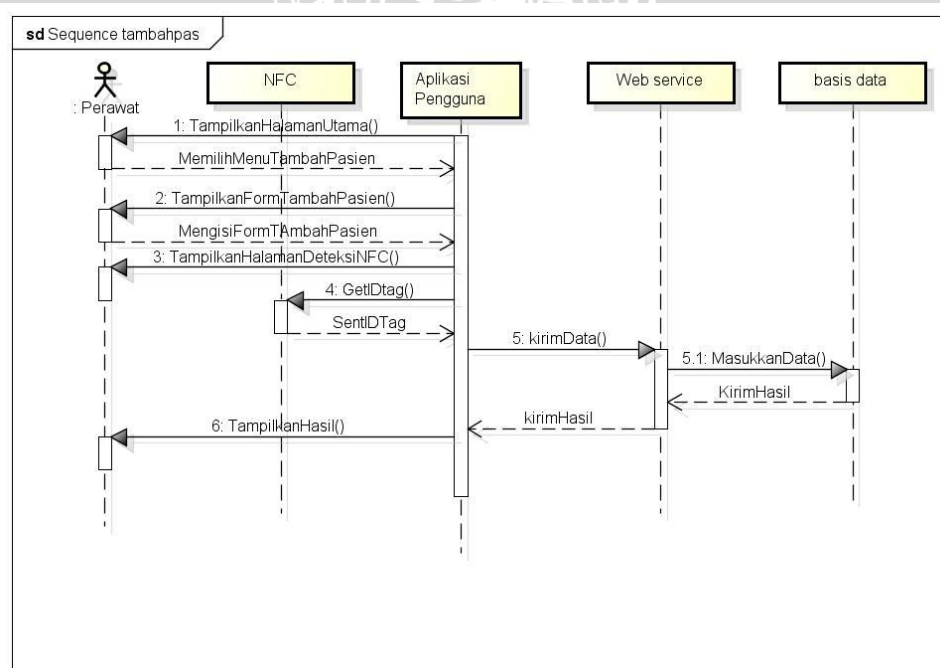 sd Sequence tambahpas
: Perawat
NFC
Aplikasi
Pengguna
Web service
basis data
1: TampilkanHalamanUtama()
MemilihMenuTambahPasien
2: TampilkanFormTambahPasien()
MengisiFormTAmbahPasien
3: TampilkanHalamanDeteksiNFC()
4: GetIDtag()
SentIDTag
5: kirimData()
5.1: MasukkanData()
KirimHasil
kirimHasil
6: TampilkanHasil()